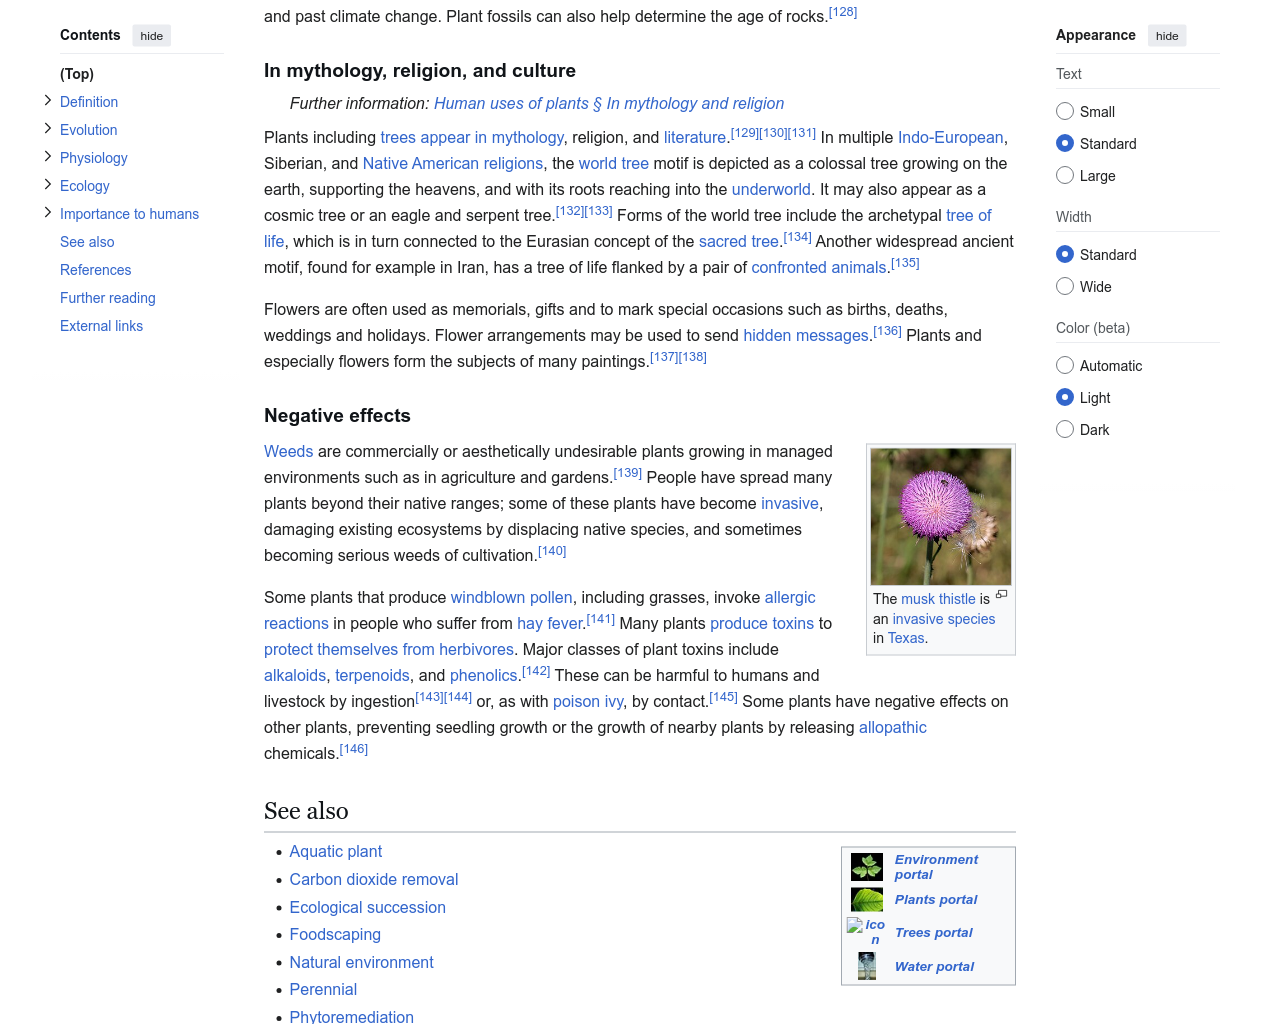 Contents hide
(Top)
Definition
Evolution
Physiology
Ecology
Importance to humans
See also
References
Further reading
External links
and past climate change. Plant fossils can also help determine the age of rocks.[128]
In mythology, religion, and culture
Further information: Human uses of plants § In mythology and religion
Plants including trees appear in mythology, religion, and literature.[129][130][131] In multiple Indo-European,
Siberian, and Native American religions, the world tree motif is depicted as a colossal tree growing on the
earth, supporting the heavens, and with its roots reaching into the underworld. It may also appear as a
cosmic tree or an eagle and serpent tree.[132][133] Forms of the world tree include the archetypal tree of
life, which is in turn connected to the Eurasian concept of the sacred tree.[134] Another widespread ancient
motif, found for example in Iran, has a tree of life flanked by a pair of confronted animals.[135]
Flowers are often used as memorials, gifts and to mark special occasions such as births, deaths,
weddings and holidays. Flower arrangements may be used to send hidden messages.[136] Plants and
especially flowers form the subjects of many paintings.[137][138]
Negative effects
Weeds are commercially or aesthetically undesirable plants growing in managed
environments such as in agriculture and gardens.[139] People have spread many
plants beyond their native ranges; some of these plants have become invasive,
damaging existing ecosystems by displacing native species, and sometimes
becoming serious weeds of cultivation.[140]
The musk thistle is
an invasive species
in Texas.
Some plants that produce windblown pollen, including grasses, invoke allergic
reactions in people who suffer from hay fever.[141] Many plants produce toxins to
protect themselves from herbivores. Major classes of plant toxins include
alkaloids, terpenoids, and phenolics.[142] These can be harmful to humans and
livestock by ingestion[143][144] or, as with poison ivy, by contact.[145] Some plants have negative effects on
other plants, preventing seedling growth or the growth of nearby plants by releasing allopathic
chemicals.[146]
See also
Aquatic plant
Carbon dioxide removal
Ecological succession
Foodscaping
Natural environment
Perennial
Phytoremediation
Environment
portal
Plants portal
ico
n
Trees portal
Water portal
Appearance hide
Text
Small
Standard
Large
Width
Standard
Wide
Color (beta)
Automatic
Light
Dark